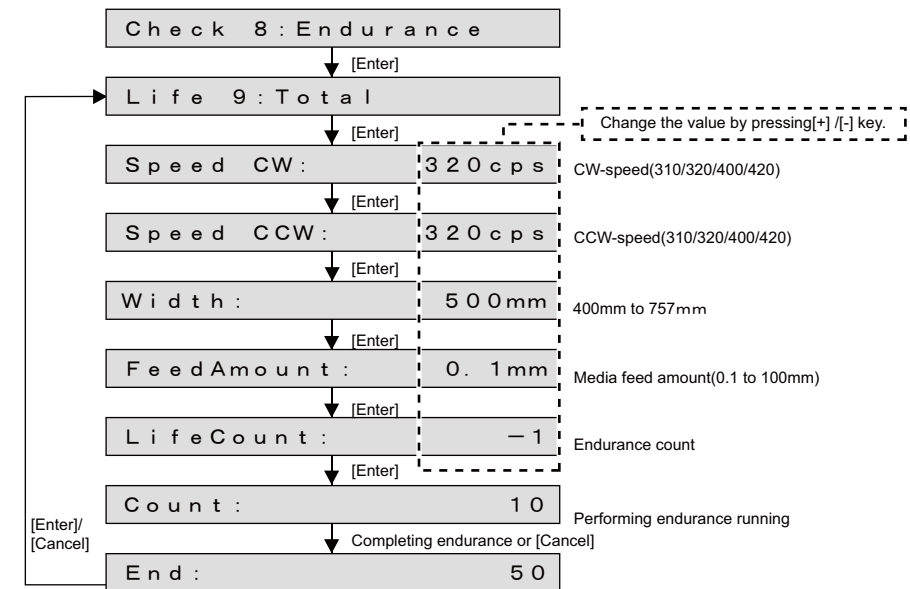 Check 8:Endurance
[Enter]
Life 9:Total
[Enter]
Change the value by pressing[+] /[-] key.
Speed CW: 320cps
CW-speed(310/320/400/420)
[Enter]
Speed CCW: 320cps
CCW-speed(310/320/400/420)
[Enter]
Width: 500mm
400mm to 757mm
[Enter]
FeedAmount: 0. 1mm
Media feed amount(0.1 to 100mm)
[Enter]
LifeCount: －1
Endurance count
[Enter]
Count: 10
Performing endurance running
[Enter]/
[Cancel]
Completing endurance or [Cancel]
End: 50